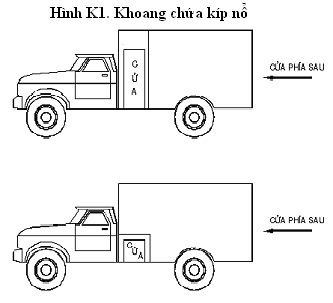 Hình K1. Khoang chứa kíp nổ
G
Ử
A
CỬA PHÍA SAU
CỬA
CỬA PHÍA SAU